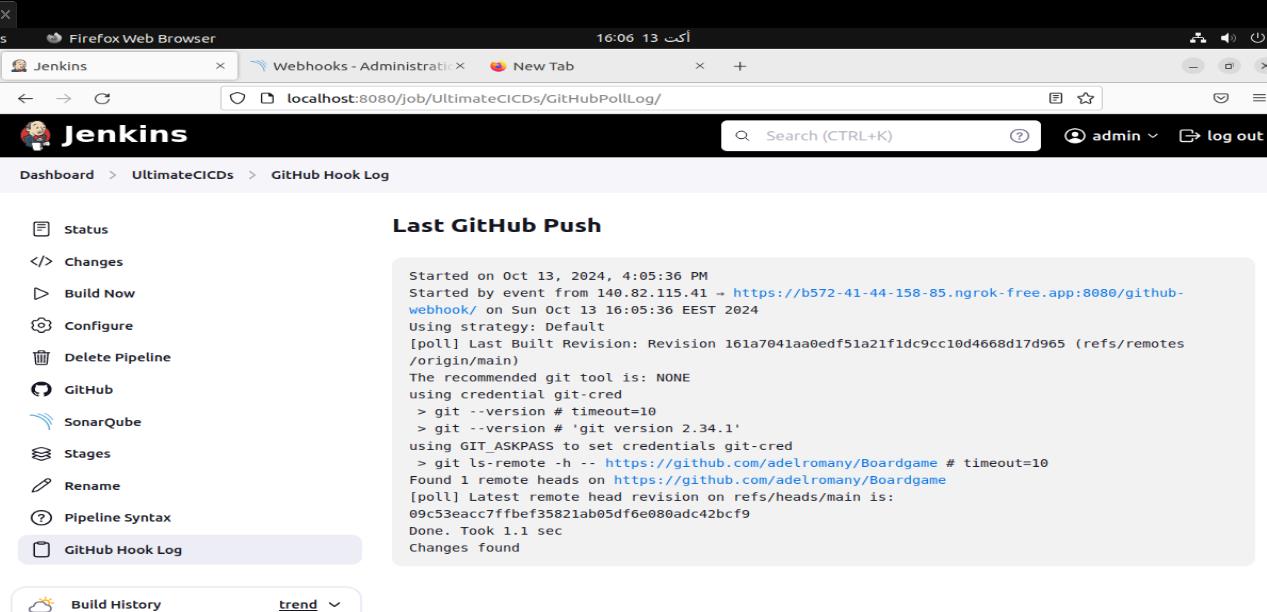 s Firefox Web Browser 16:06 13 أكت
Jenkins Webhooks - Administratic New Tab
localhost:8080/job/UltimateCICDs/GitHubPollLog/
Jenkins Search (CTRL+K) admin log out
Dashboard > UltimateCICDs > GitHub Hook Log
Status
Changes
Build Now
Configure
Delete Pipeline
GitHub
SonarQube
Stages
Rename
Pipeline Syntax
GitHub Hook Log
Build History trend
Last GitHub Push
Started on Oct 13, 2024, 4:05:36 PM
Started by event from 140.82.115.41 → https://b572-41-44-158-85.ngrok-free.app:8080/github-
webhook/ on Sun Oct 13 16:05:36 EEST 2024
Using strategy: Default
[poll] Last Built Revision: Revision 161a7041aa0edf51a21f1dc9cc10d4668d17d965 (refs/remotes
/origin/main)
The recommended git tool is: NONE
using credential git-cred
> git --version # timeout=10
> git --version # 'git version 2.34.1'
using GIT_ASKPASS to set credentials git-cred
> git ls-remote -h -- https://github.com/adelromany/Boardgame # timeout=10
Found 1 remote heads on https://github.com/adelromany/Boardgame
[poll] Latest remote head revision on refs/heads/main is:
09c53eacc7ffbef35821ab05df6e080adc42bcf9
Done. Took 1.1 sec
Changes found